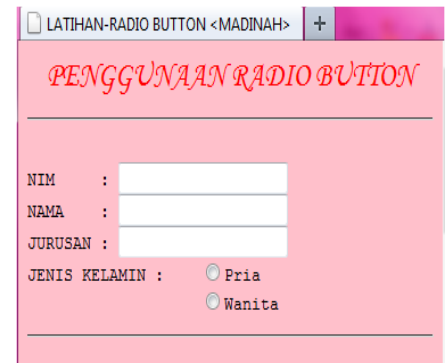 LATIHAN-RADIO BUTTON <MADINAH>
PENGGUNAAN RADIO BUTTON
NIM :
NAMA :
JURUSAN :
JENIS KELAMIN : Pria
Wanita